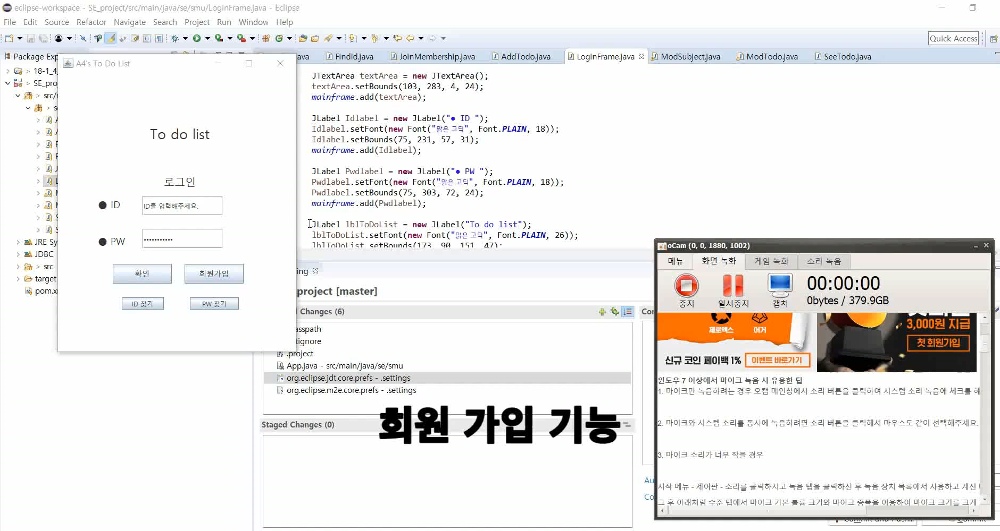 eclipse-workspace - SE_project/src/main/java/se/smu/LoginFrame.java - Eclipse
File Edit Source Refactor Navigate Search Project Run Window Help
Quick Access
Package Exp
ava FindId.java JoinMembership.java AddTodo.java LoginFrame.java ModSubject.java ModTodo.java SeeTodo.java
18-1_4
SE_pro
src/r
JRE Sy
JDBC
src
target
pom.x
A4's To Do List
To do list
로그인
● ID
ID를 입력해주세요.
● PW
•••••••••••
확인 회원가입
ID 찾기 PW 찾기
JTextArea textArea = new JTextArea();
textArea.setBounds(103, 283, 4, 24);
mainframe.add(textArea);
JLabel Idlabel = new JLabel("● ID ");
Idlabel.setFont(new Font("맑은 고딕", Font.PLAIN, 18));
Idlabel.setBounds(75, 231, 57, 31);
mainframe.add(Idlabel);
JLabel Pwdlabel = new JLabel("● PW ");
Pwdlabel.setFont(new Font("맑은 고딕", Font.PLAIN, 18));
Pwdlabel.setBounds(75, 303, 72, 24);
mainframe.add(Pwdlabel);
JLabel lblToDoList = new JLabel("To do list");
lblToDoList.setFont(new Font("맑은 고딕", Font.PLAIN, 26));
lblToDoList.setBounds(173, 90, 151, 47);
ing
project [master]
Changes (6)
asspath
tignore
.project
App.java - src/main/java/se/smu
org.eclipse.jdt.core.prefs - .settings
org.eclipse.m2e.core.prefs - .settings
Staged Changes (0)
회원 가입 기능
Au
Co
oCam (0, 0, 1880, 1002)
메뉴 화면 녹화 게임 녹화 소리 녹음
중지 일시중지 캡처
00:00:00
0bytes / 379.9GB
제로엑스 어거
신규 코인 페이백 1% 이벤트 바로가기
3,000원 지급
첫 회원가입
윈도우 7 이상에서 마이크 녹음 시 유용한 팁
1. 마이크만 녹음하려는 경우 오캠 메인창에서 소리 버튼을 클릭하여 시스템 소리 녹음에 체크를 해
2. 마이크와 시스템 소리를 동시에 녹음하려면 소리 버튼을 클릭해서 마우스도 같이 선택해주세요.
3. 마이크 소리가 너무 작을 경우
시작 메뉴 - 제어판 - 소리를 클릭하시고 녹음 탭을 클릭하신 후 녹음 장치 목록에서 사용하고 계신
그 후 아래처럼 수준 탭에서 마이크 기본 볼륨 크기와 마이크 증폭을 이용하여 마이크 크기를 크게